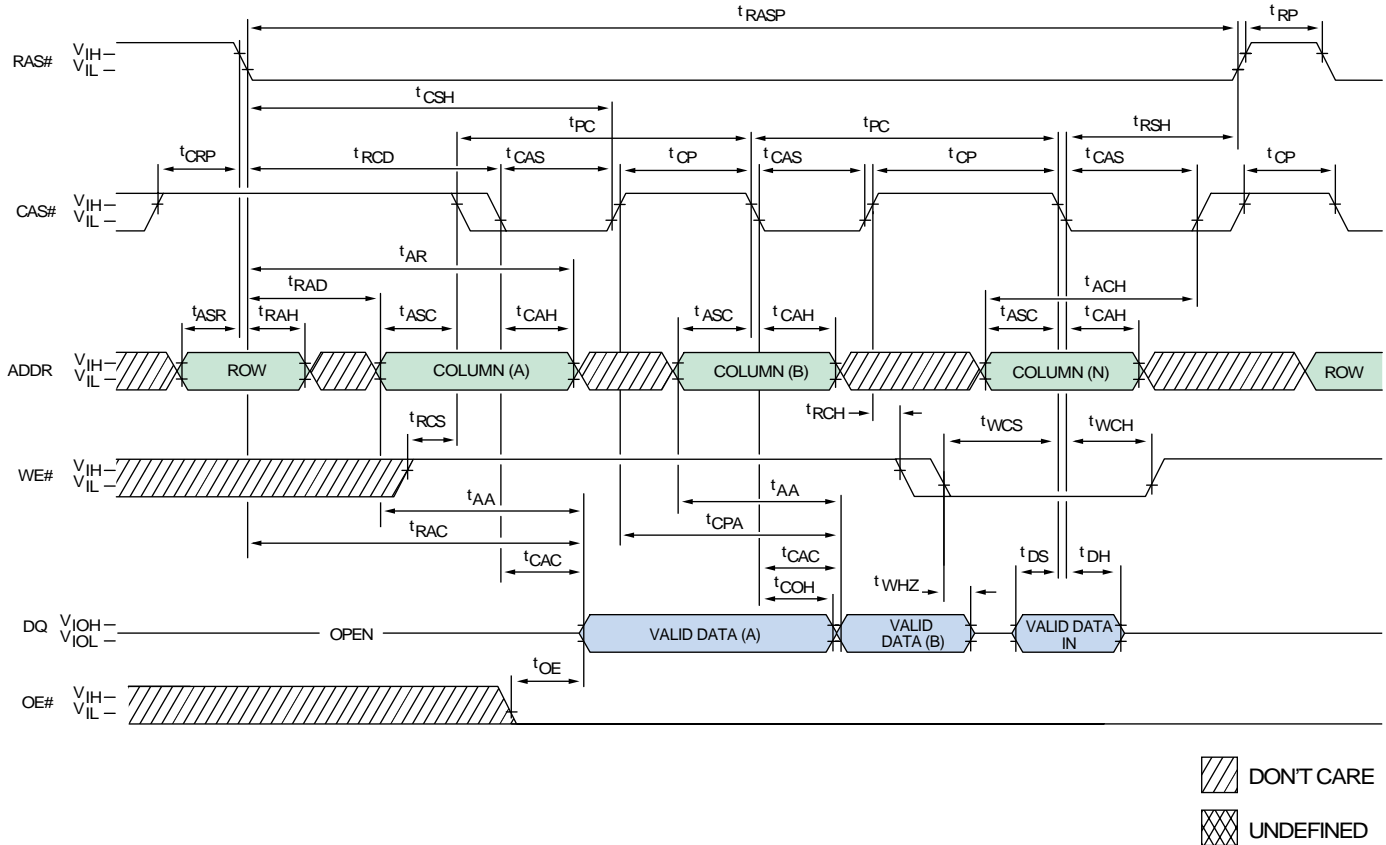 tRASP tRP
RAS# VIH
VIL
tCSH
tPC tPC tRSH
tCRP tRCD tCAS tCP tCAS tCP tCAS tCP
CAS# VIH
VIL
tAR
tRAD tACH
tASR tRAH tASC tCAH tASC tCAH tASC tCAH
ADDR VIH
VIL
ROW COLUMN (A) COLUMN (B) COLUMN (N) ROW
tRCS tRCH tWCS tWCH
WE# VIH
VIL
tAA tAA
tRAC tCPA
tCAC tCAC tDS tDH
tCOH tWHZ
DQ VIOH
VIOL
OPEN VALID DATA (A) VALID
DATA (B) VALID DATA
IN
tOE
OE# VIH
VIL
DON'T CARE
UNDEFINED